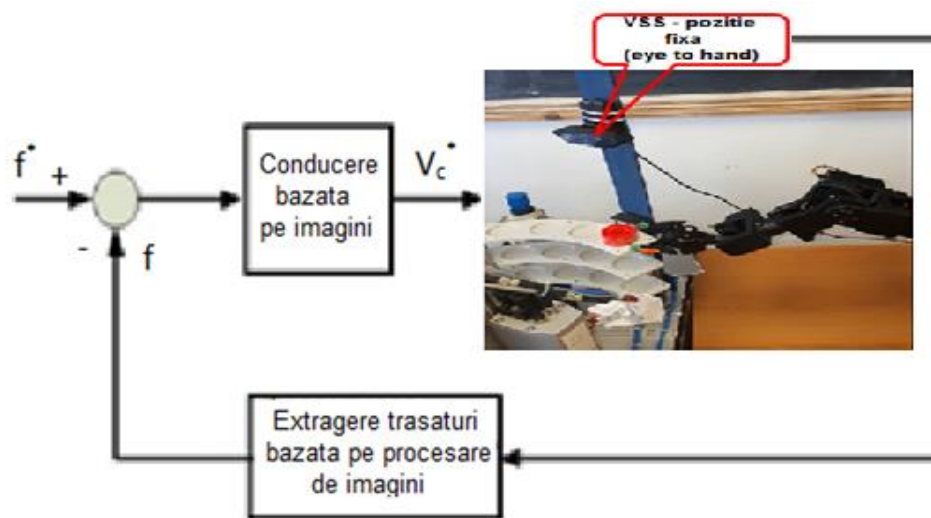 VSS - pozitie
fixa
(eye to hand)
f*
+
Conducere
bazata
pe imagini
Vc*
-
f
Extragere trasaturi
bazata pe procesare
de imagini